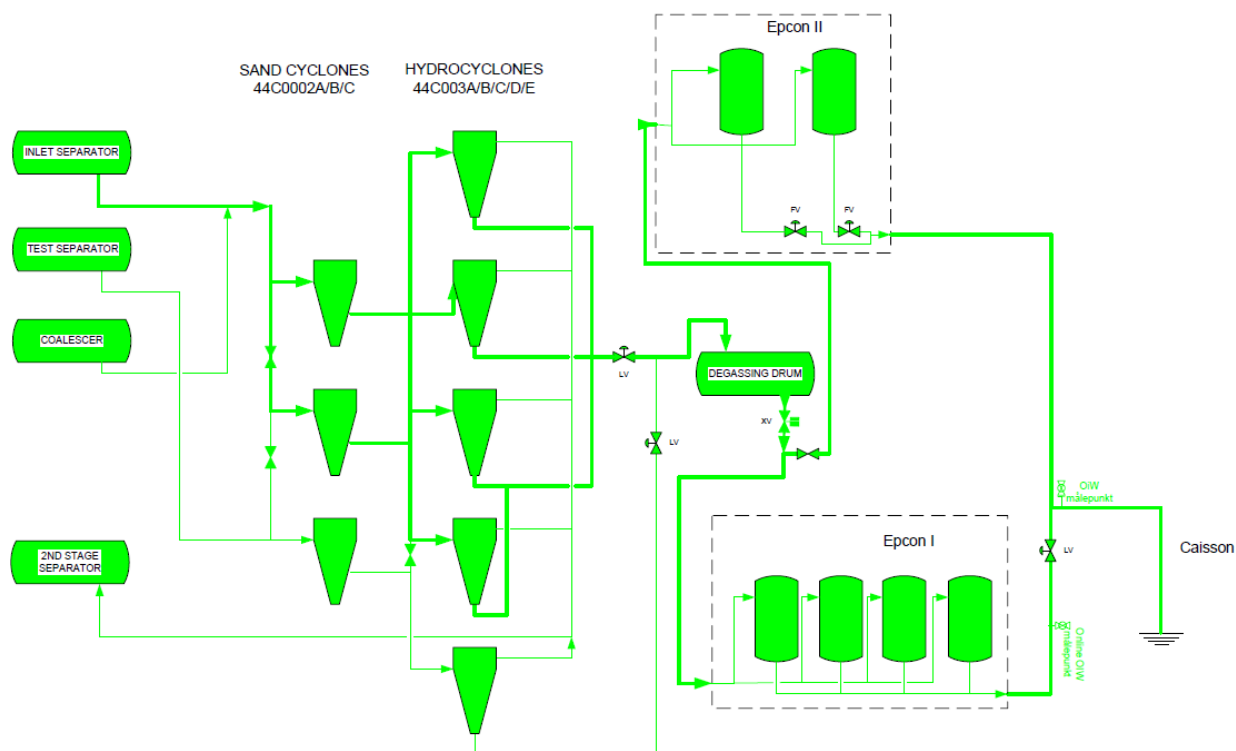 Epcon II
SAND CYCLONES
44C0002A/B/C
HYDROCYCLONES
44C003A/B/C/D/E
INLET SEPARATOR
TEST SEPARATOR
COALESCER
2ND STAGE
SEPARATOR
FV
FV
LV
DEGASSING DRUM
XV
LV
OiW
målepunkt
Epcon I
LV
Caisson
Online OIW
målepunkt